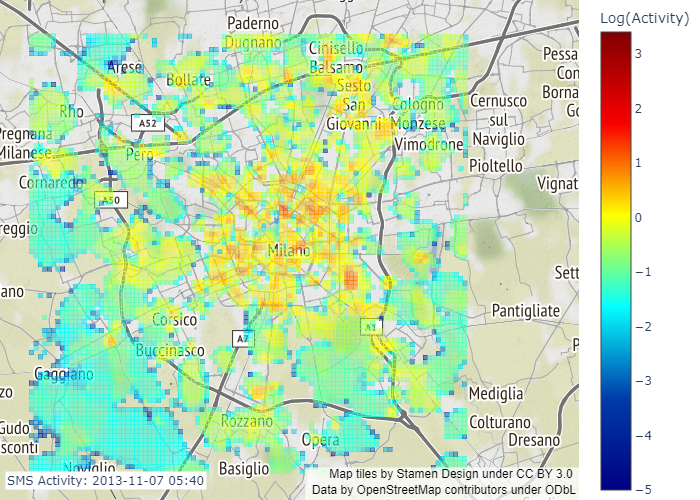 Log(Activity)
3
2
1
0
−1
−2
−3
−4
−5
Paderno
Dugnano
Cinisello
Balsamo
Arese
Bollate
Sesto
San
Giovanni
Cologno
Monzese
Cernusco
sul
Naviglio
Pessa
Con
Borna
Go
Rho
A52
Pregnana
Milanese
Pero
Vimodrone
Pioltello
Cornaredo
A50
Vignat
reggio
Milano
Sett
ano
Corsico
A7
A1
Pantigliate
P
Buccinasco
Gaggiano
zo
Mediglia
Rozzano
Colturano
Gudo
sconti
Opera
Dresano
Noviglio
Basiglio
SMS Activity: 2013-11-07 05:40
Map tiles by Stamen Design under CC BY 3.0
Data by OpenStreetMap contributors under ODbL